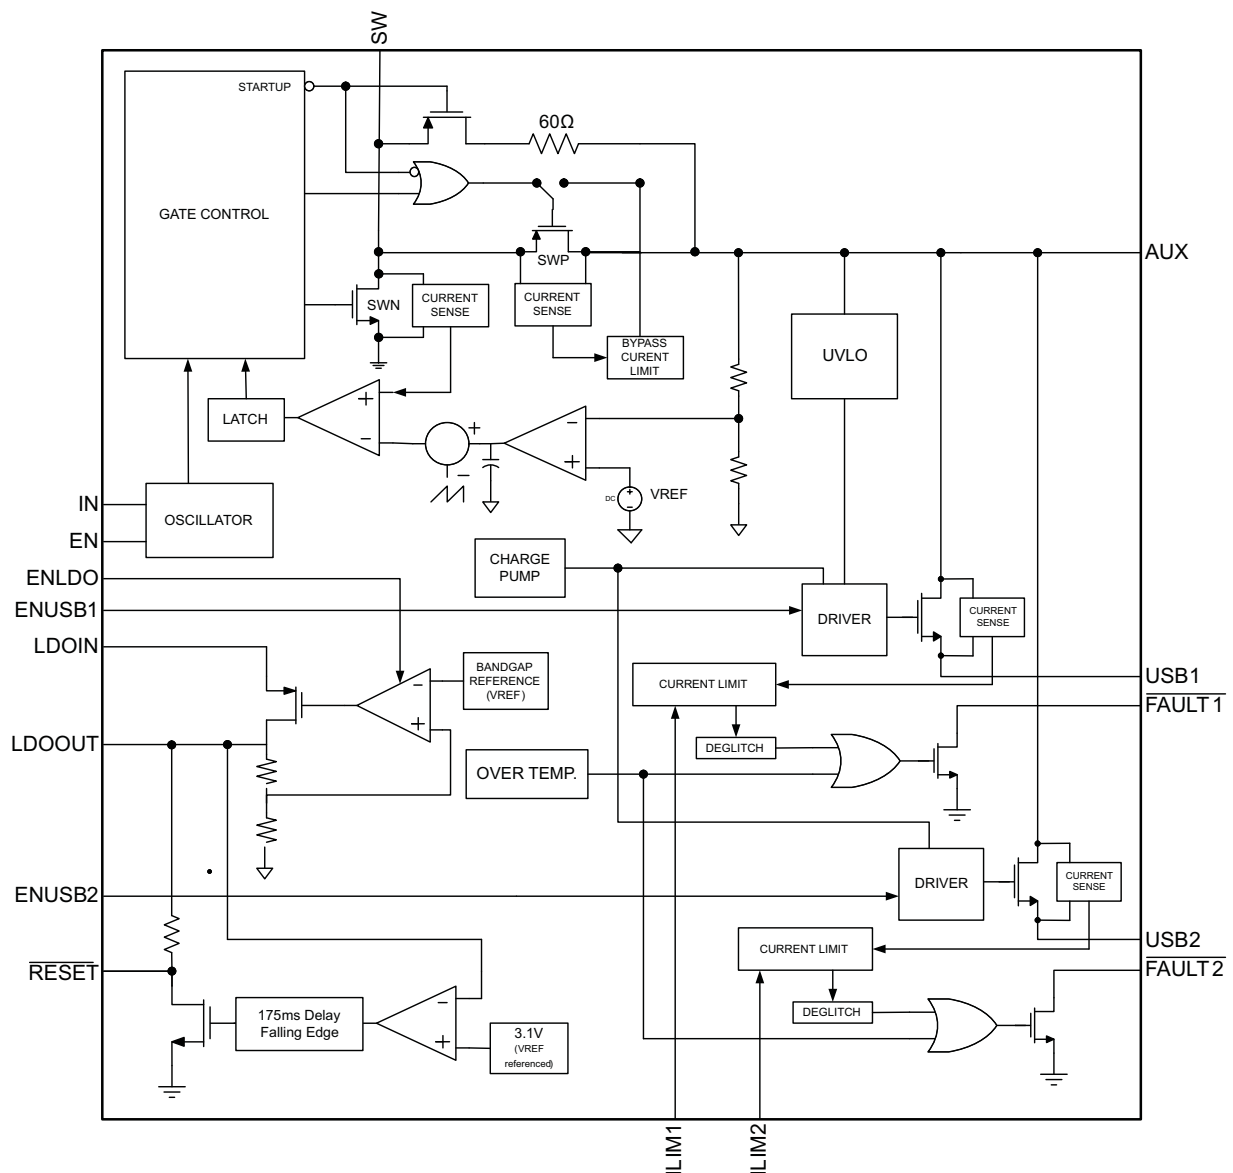 SW
STARTUP
60Ω
GATE CONTROL
AUX
SWP
SWN
CURRENT
SENSE
CURRENT
SENSE
BYPASS
CURENT
LIMIT
UVLO
+
−
LATCH
+
−
−
+
DC
+
−
VREF
IN
EN
OSCILLATOR
CHARGE
PUMP
ENLDO
ENUSB1
DRIVER
CURRENT
SENSE
LDOIN
BANDGAP
REFERENCE
(VREF)
−
+
CURRENT LIMIT
USB1
FAULT1
LDOOUT
DEGLITCH
OVER TEMP.
ENUSB2
DRIVER
CURRENT
SENSE
CURRENT LIMIT
USB2
FAULT2
RESET
DEGLITCH
175ms Delay
Falling Edge
−
+
3.1V
(VREF
referenced)
ILIM1
ILIM2